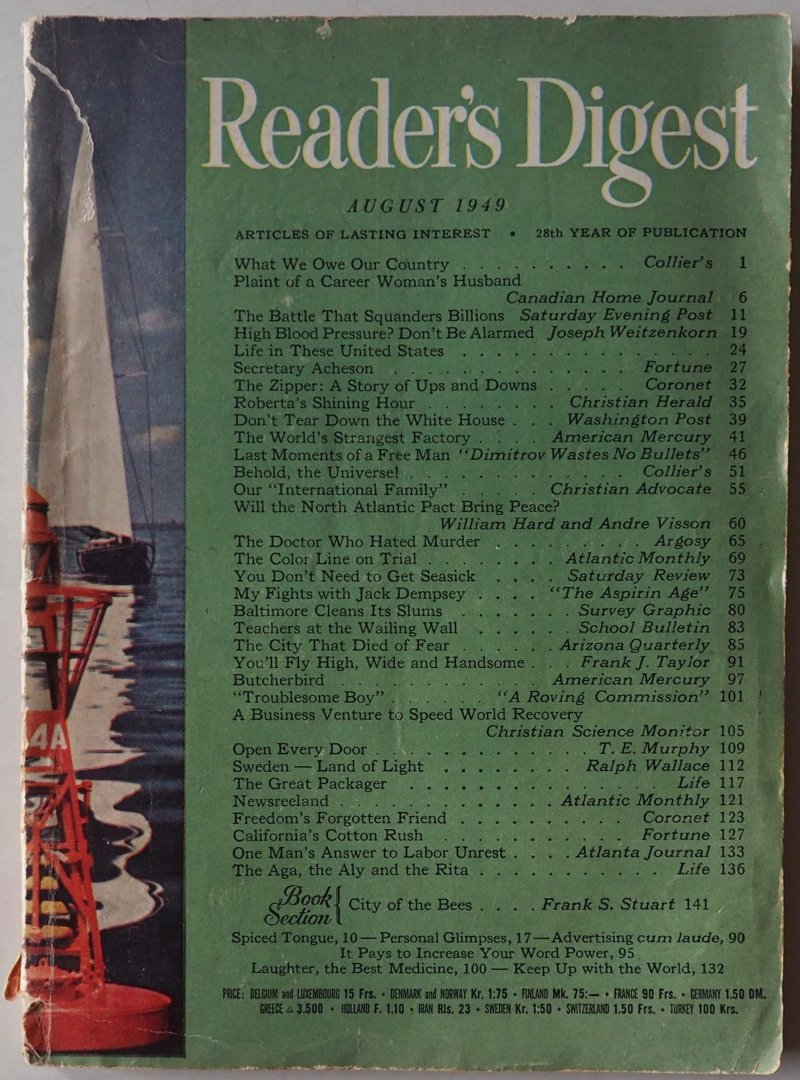 Reader's Digest
AUGUST 1949
ARTICLES OF LASTING INTEREST • 28th YEAR OF PUBLICATION
What We Owe Our Country . . . . . . . . . . Collier's 1
Plaint of a Career Woman's Husband
Canadian Home Journal 6
The Battle That Squanders Billions Saturday Evening Post 11
High Blood Pressure? Don't Be Alarmed Joseph Weitzenkorn 19
Life in These United States . . . . . . . . . . . . . . . 24
Secretary Acheson . . . . . . . . . . . . . . Fortune 27
The Zipper: A Story of Ups and Downs . . . . . Coronet 32
Roberta's Shining Hour . . . . . . . . Christian Herald 35
Don't Tear Down the White House . . . Washington Post 39
The World's Strangest Factory . . . . American Mercury 41
Last Moments of a Free Man "Dimitrov Wastes No Bullets" 46
Behold, the Universe! . . . . . . . . . . . . . Collier's 51
Our "International Family" . . . . . Christian Advocate 55
Will the North Atlantic Pact Bring Peace?
William Hard and Andre Visson 60
The Doctor Who Hated Murder . . . . . . . . . Argosy 65
The Color Line on Trial . . . . . . . . Atlantic Monthly 69
You Don't Need to Get Seasick . . . . Saturday Review 73
My Fights with Jack Dempsey . . . . "The Aspirin Age" 75
Baltimore Cleans Its Slums . . . . . . . Survey Graphic 80
Teachers at the Wailing Wall . . . . . . School Bulletin 83
The City That Died of Fear . . . . . . Arizona Quarterly 85
You'll Fly High, Wide and Handsome . . . Frank J. Taylor 91
Butcherbird . . . . . . . . . . . . American Mercury 97
"Troublesome Boy" . . . . . . . "A Roving Commission" 101
A Business Venture to Speed World Recovery
Christian Science Monitor 105
Open Every Door . . . . . . . . . . . . . T. E. Murphy 109
Sweden — Land of Light . . . . . . . . Ralph Wallace 112
The Great Packager . . . . . . . . . . . . . . . . Life 117
Newsreeland . . . . . . . . . . . . . Atlantic Monthly 121
Freedom's Forgotten Friend . . . . . . . . . . Coronet 123
California's Cotton Rush . . . . . . . . . . . Fortune 127
One Man's Answer to Labor Unrest . . . . Atlanta Journal 133
The Aga, the Aly and the Rita . . . . . . . . . . . Life 136
Book Section { City of the Bees . . . . Frank S. Stuart 141
Spiced Tongue, 10 — Personal Glimpses, 17 — Advertising cum laude, 90
It Pays to Increase Your Word Power, 95
Laughter, the Best Medicine, 100 — Keep Up with the World, 132
PRICE: BELGIUM and LUXEMBOURG 15 Frs. • DENMARK and NORWAY Kr. 1:75 • FINLAND Mk. 75:— • FRANCE 90 Frs. • GERMANY 1.50 DM.
GREECE △ 3.500 • HOLLAND F. 1.10 • IRAN Rls. 23 • SWEDEN Kr. 1:50 • SWITZERLAND 1.50 Frs. • TURKEY 100 Krs.
4A